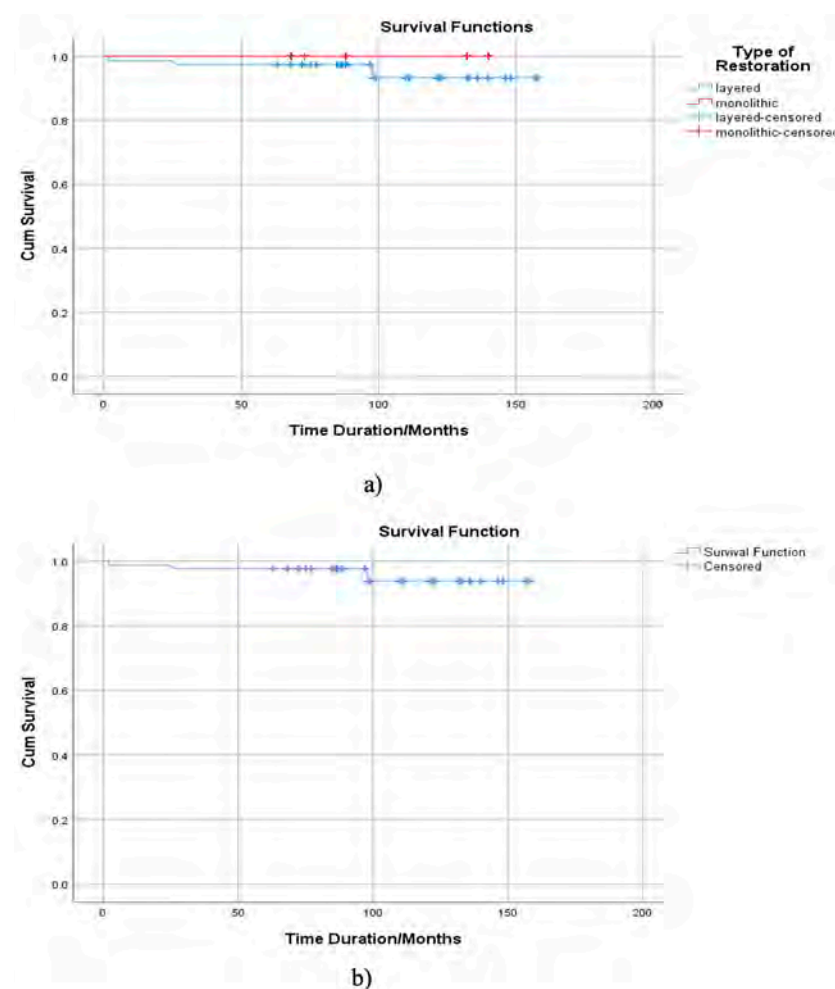 Survival Functions
Type of
Restoration
layered
monolithic
layered-censored
monolithic-censored
1.0
0.8
0.6
0.4
0.2
0.0
Cum Survival
0
50
100
150
200
Time Duration/Months
a)
Survival Function
Survival Function
Censored
1.0
0.8
0.6
0.4
0.2
0.0
Cum Survival
0
50
100
150
200
Time Duration/Months
b)